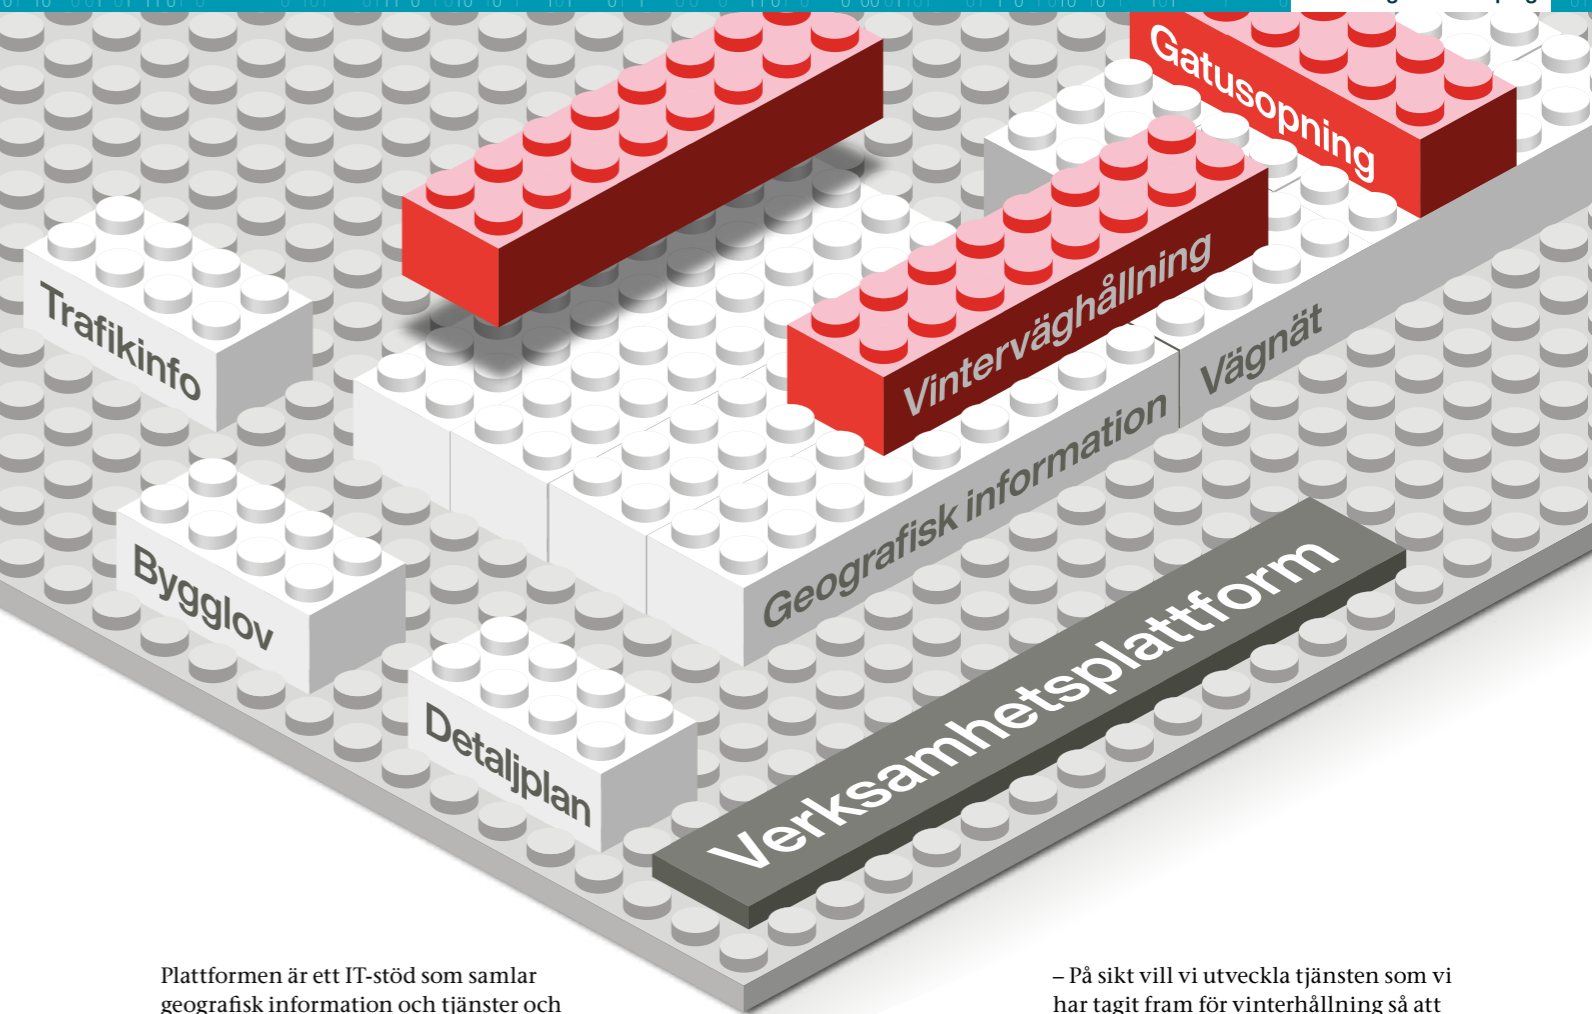 Gatusopning
Vinterväghållning
Trafikinfo
Vägnät
Geografisk information
Bygglov
Verksamhetsplattform
Detaljplan
Plattformen är ett IT-stöd som samlar
geografisk information och tjänster och
– På sikt vill vi utveckla tjänsten som vi
har tagit fram för vinterhållning så att